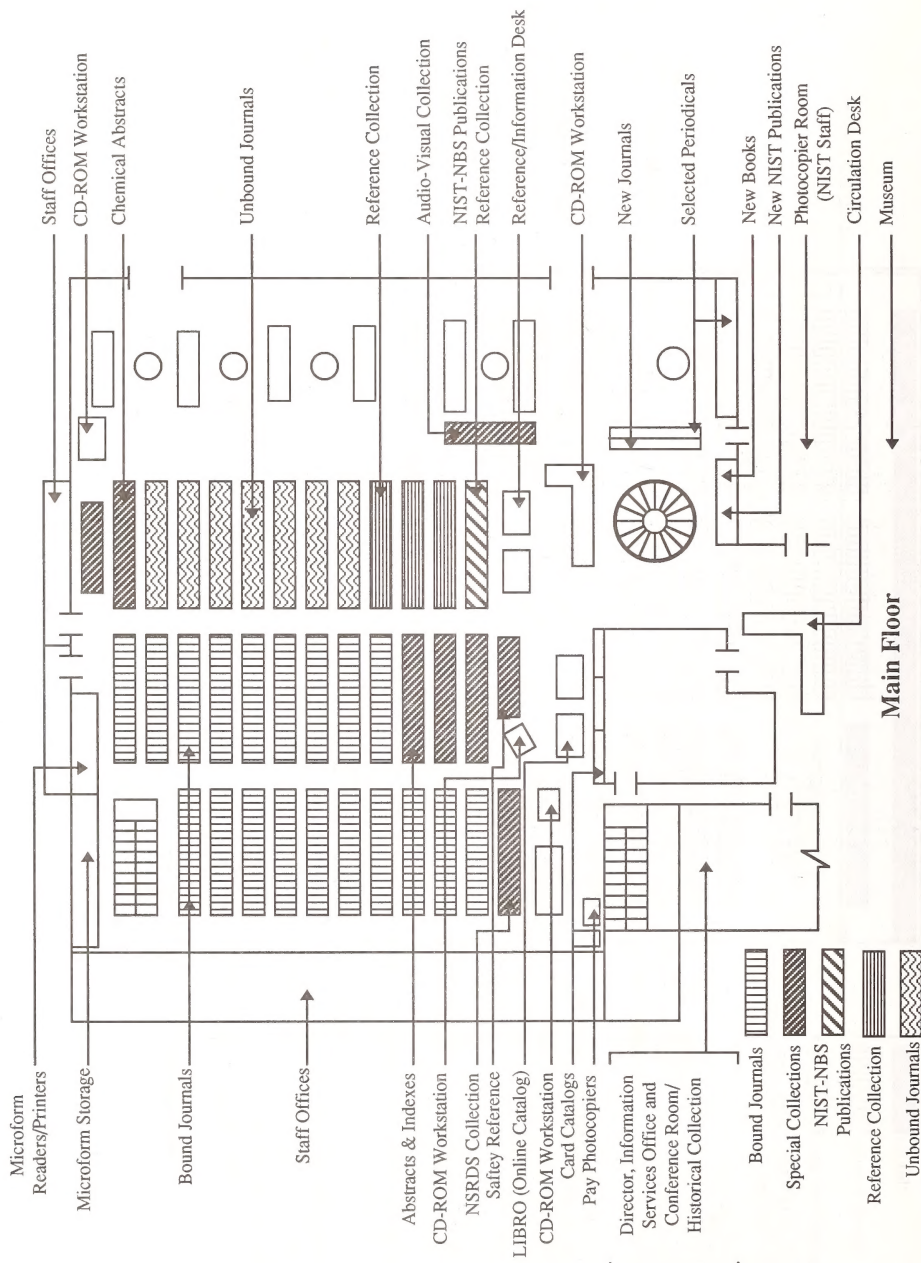 Staff Offices
CD-ROM Workstation
Chemical Abstracts
Unbound Journals
Reference Collection
Audio-Visual Collection
NIST-NBS Publications
Reference Collection
Reference/Information Desk
CD-ROM Workstation
New Journals
Selected Periodicals
New Books
New NIST Publications
Photocopier Room
(NIST Staff)
Circulation Desk
Museum
Main Floor
Microform
Readers/Printers
Microform Storage
Bound Journals
Staff Offices
Abstracts & Indexes
CD-ROM Workstation
NSRDS Collection
Saftey Reference
LIBRO (Online Catalog)
CD-ROM Workstation
Card Catalogs
Pay Photocopiers
Director, Information
Services Office and
Conference Room/
Historical Collection
Bound Journals
Special Collections
NIST-NBS
Publications
Reference Collection
Unbound Journals